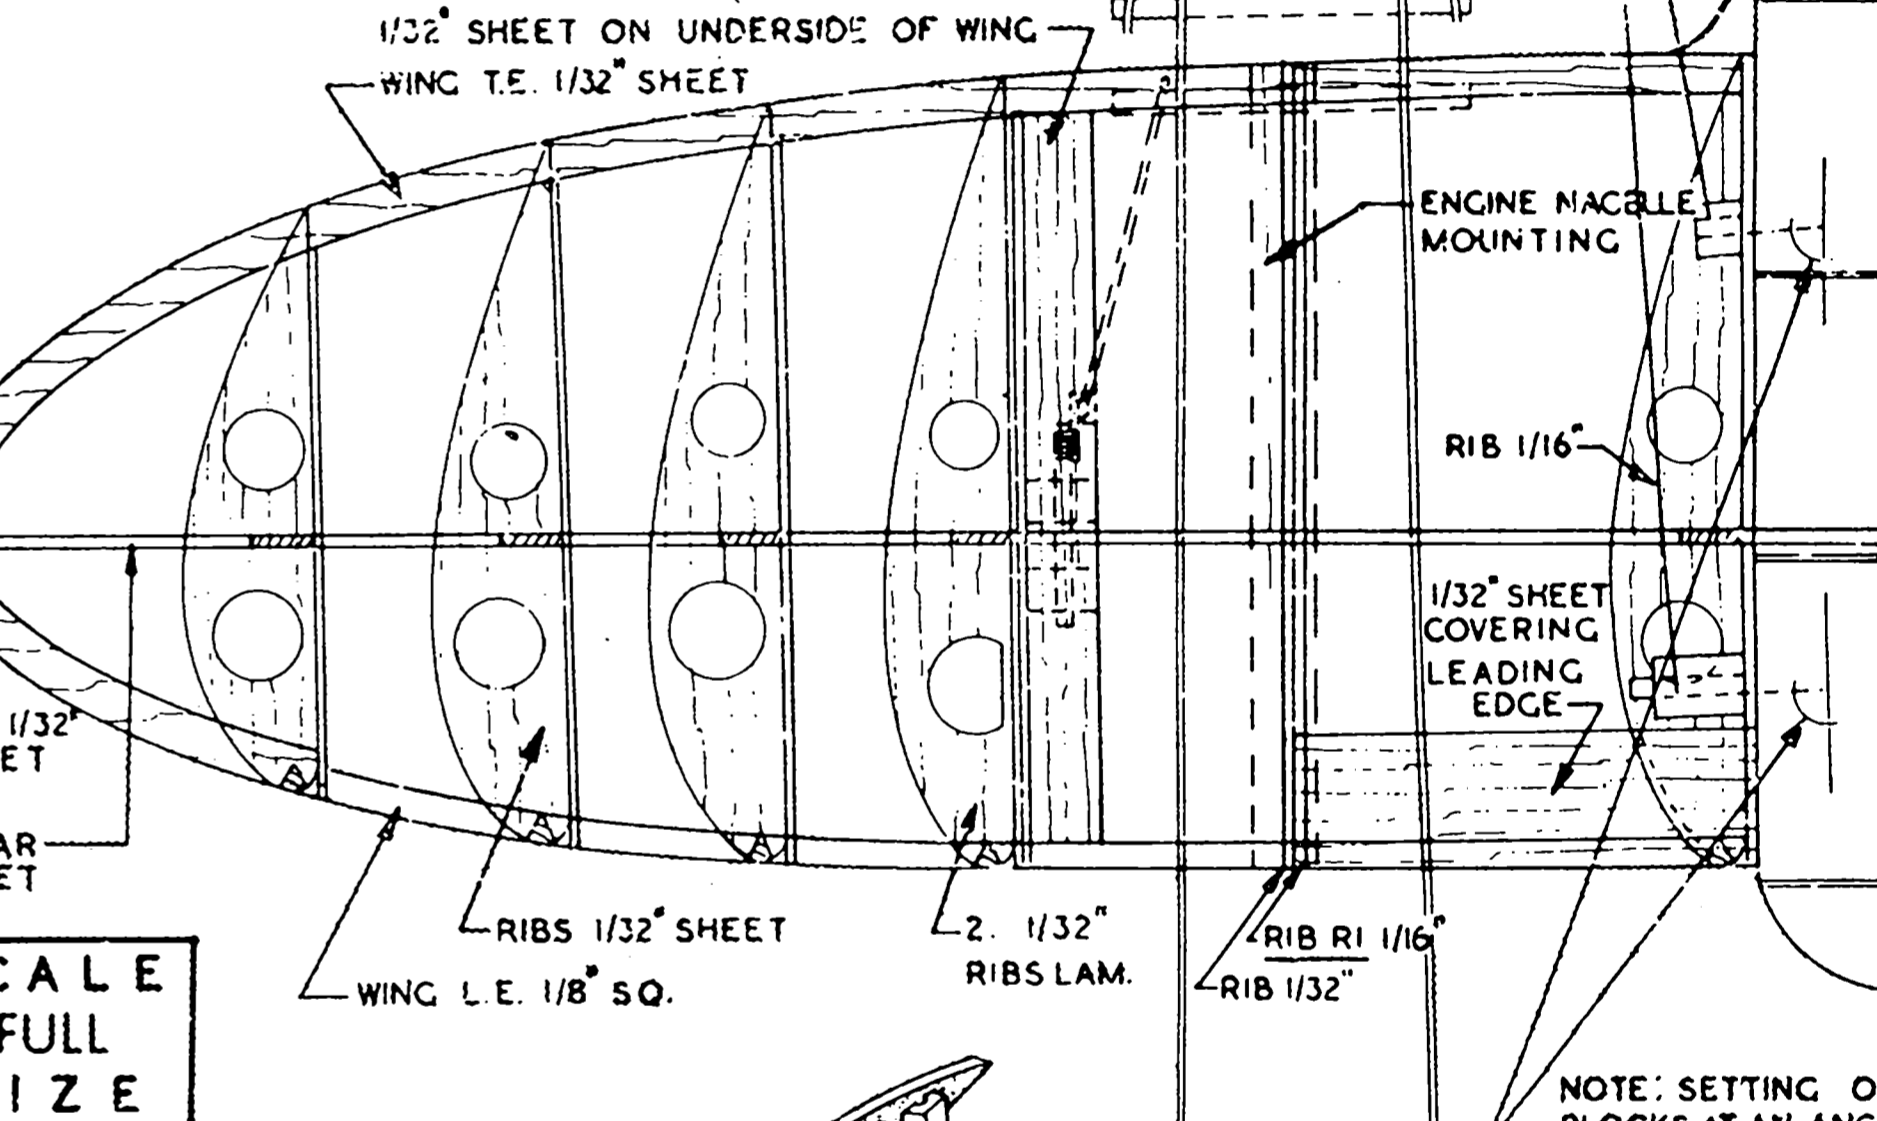 1/32" SHEET ON UNDERSIDE OF WING
WING T.E. 1/32" SHEET
ENGINE NACELLE
MOUNTING
RIB 1/16"
1/32" SHEET
COVERING
LEADING
EDGE
1/32"
ET
AR
ET
RIBS 1/32" SHEET
WING L.E. 1/8" SQ.
2. 1/32"
RIBS LAM.
RIB R1 1/16"
RIB 1/32"
CALE
FULL
IZE
NOTE: SETTING O